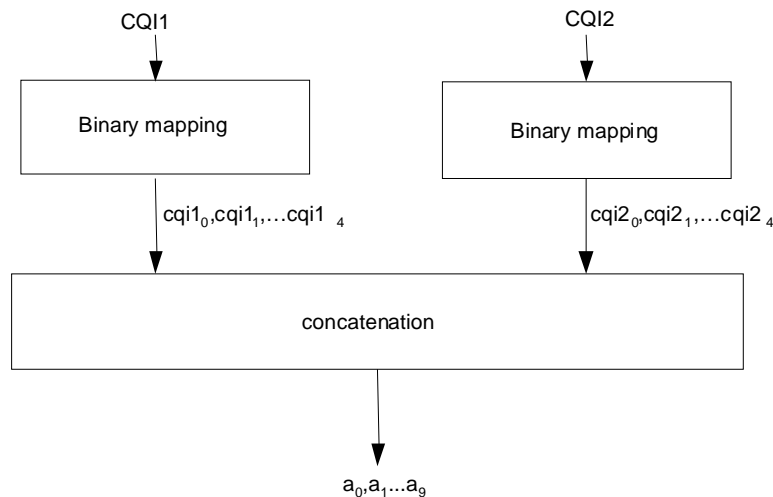 CQI1 CQI2
Binary mapping Binary mapping
cqi1₀,cqi1₁,…cqi1 ₄ cqi2₀,cqi2₁,…cqi2 ₄
concatenation
a₀,a₁...a₉